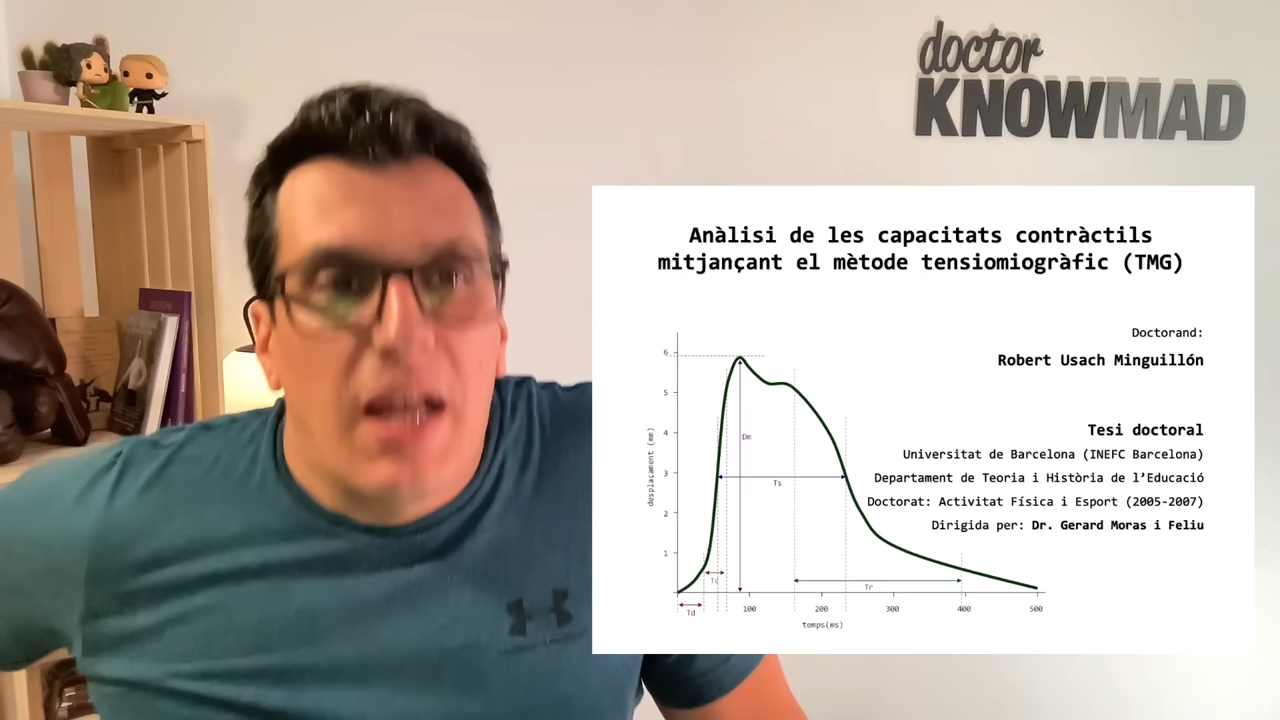 doctor
KNOWMAD
Anàlisi de les capacitats contràctils
mitjançant el mètode tensiomiogràfic (TMG)
Doctorand:
Robert Usach Minguillón
Tesi doctoral
Universitat de Barcelona (INEFC Barcelona)
Departament de Teoria i Història de l’Educació
Doctorat: Activitat Física i Esport (2005-2007)
Dirigida per: Dr. Gerard Moras i Feliu
desplaçament (mm)
6
5
4
3
2
1
Dm
Ts
Tc
Tr
Td
100
200
300
400
500
temps(ms)